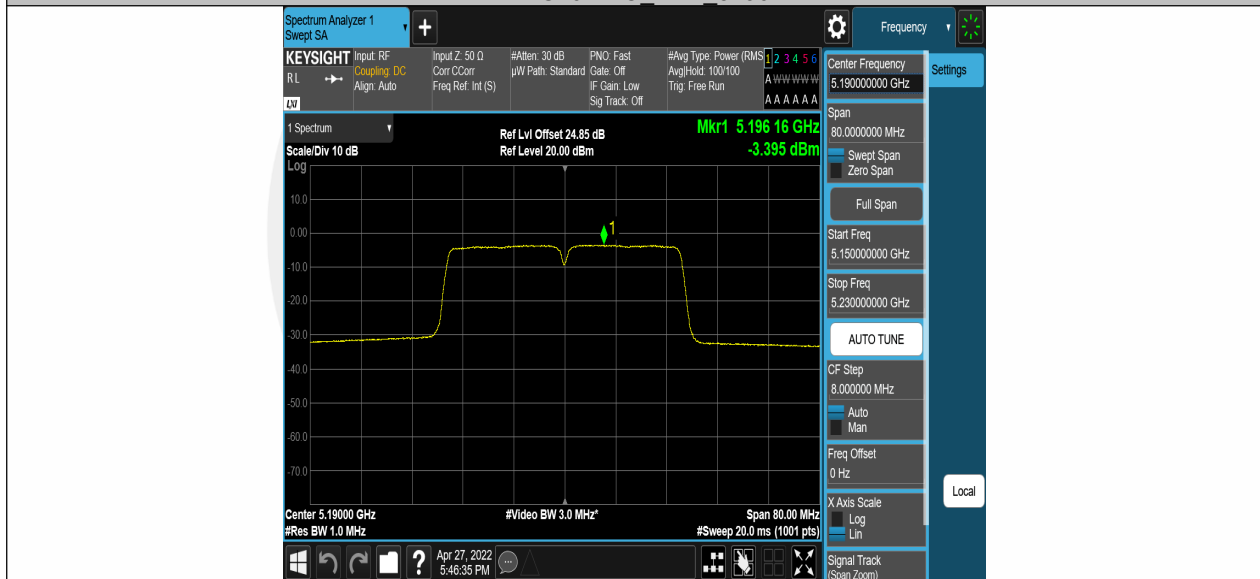 Spectrum Analyzer 1
Swept SA
+
Frequency
KEYSIGHT
RL
LXI
Input: RF
Coupling: DC
Align: Auto
Input Z: 50 Ω
Corr CCorr
Freq Ref: Int (S)
#Atten: 30 dB
µW Path: Standard
PNO: Fast
Gate: Off
IF Gain: Low
Sig Track: Off
#Avg Type: Power (RMS
Avg|Hold: 100/100
Trig: Free Run
1 2 3 4 5 6
A W W W W W
A A A A A A
1 Spectrum
Scale/Div 10 dB
Ref Lvl Offset 24.85 dB
Ref Level 20.00 dBm
Mkr1 5.196 16 GHz
-3.395 dBm
Log
10.0
0.00
-10.0
-20.0
-30.0
-40.0
-50.0
-60.0
-70.0
1
Center 5.19000 GHz
#Res BW 1.0 MHz
#Video BW 3.0 MHz*
Span 80.00 MHz
#Sweep 20.0 ms (1001 pts)
Center Frequency
5.190000000 GHz
Settings
Span
80.0000000 MHz
Swept Span
Zero Span
Full Span
Start Freq
5.150000000 GHz
Stop Freq
5.230000000 GHz
AUTO TUNE
CF Step
8.000000 MHz
Auto
Man
Freq Offset
0 Hz
X Axis Scale
Log
Lin
Signal Track
(Span Zoom)
Local
?
Apr 27, 2022
5:46:35 PM